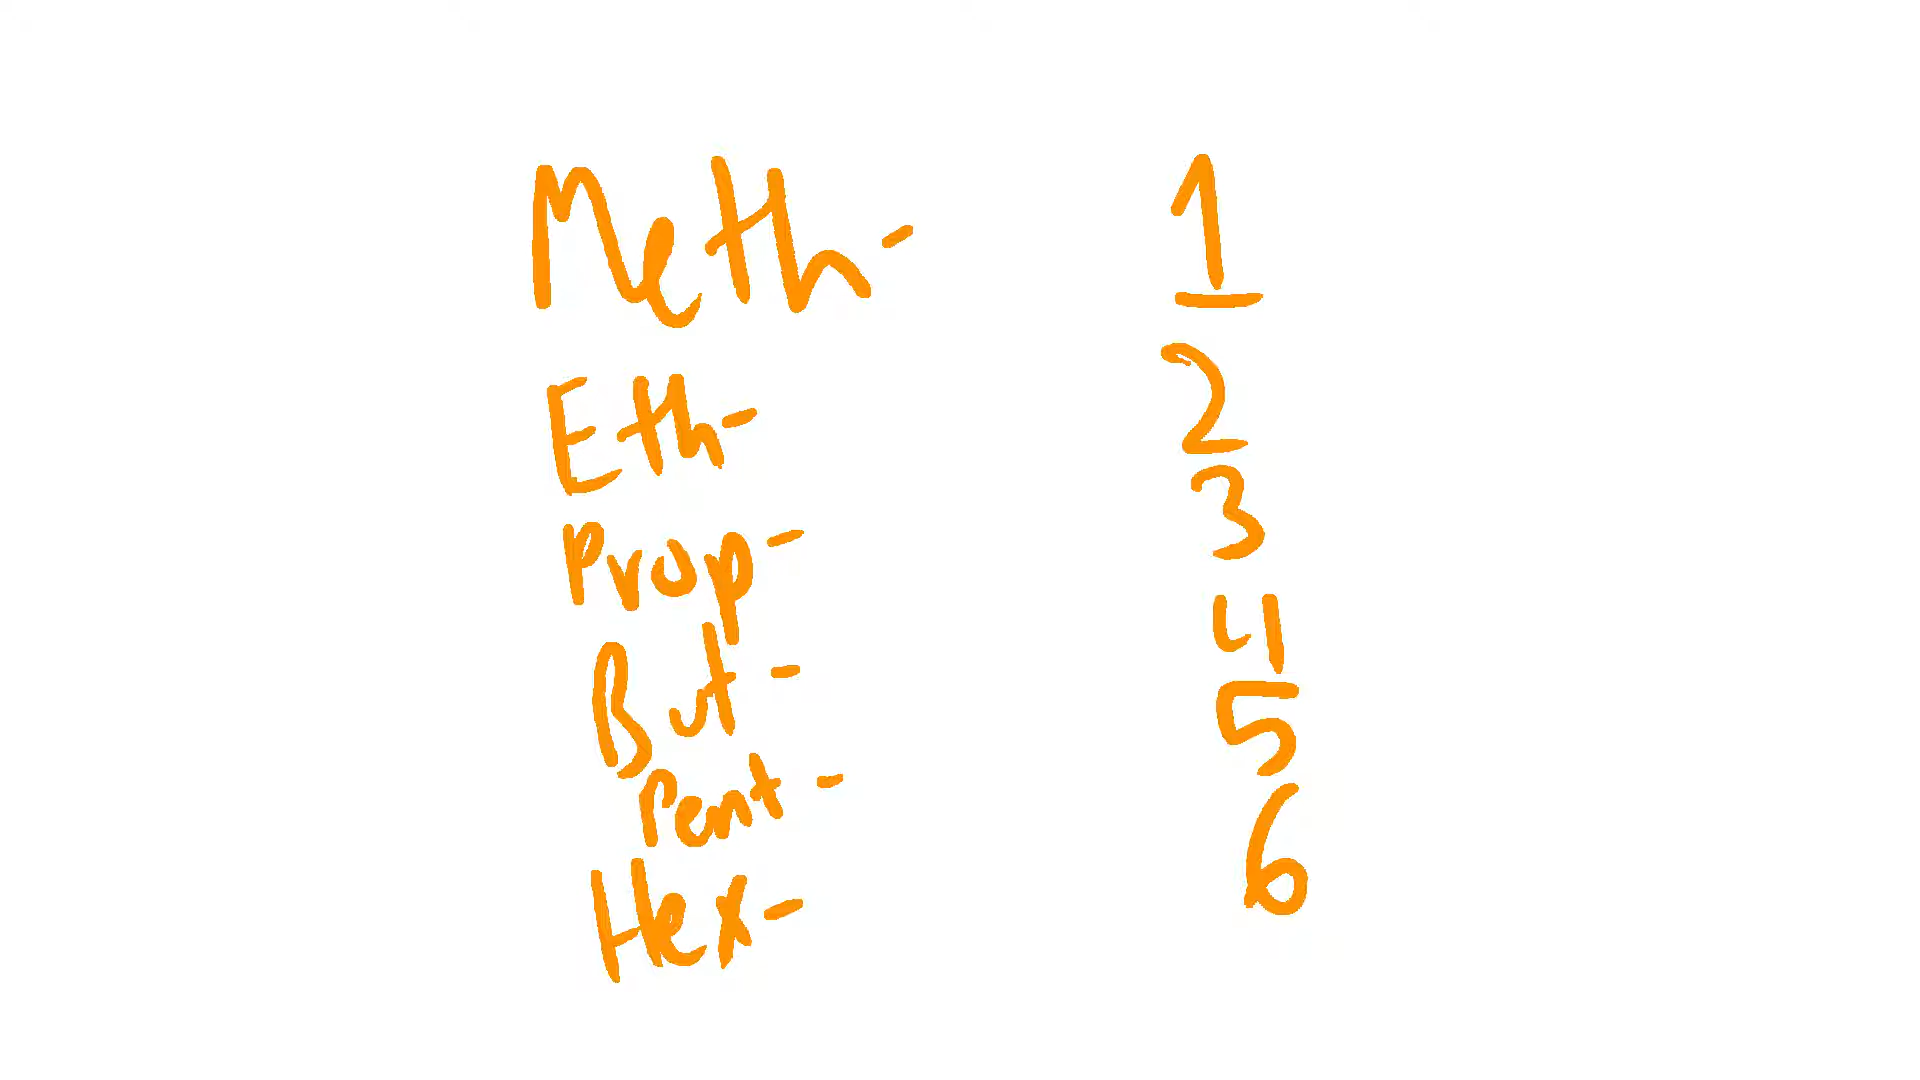 Meth- 1
Eth- 2
Prop- 3
But- 4
Pent- 5
Hex- 6